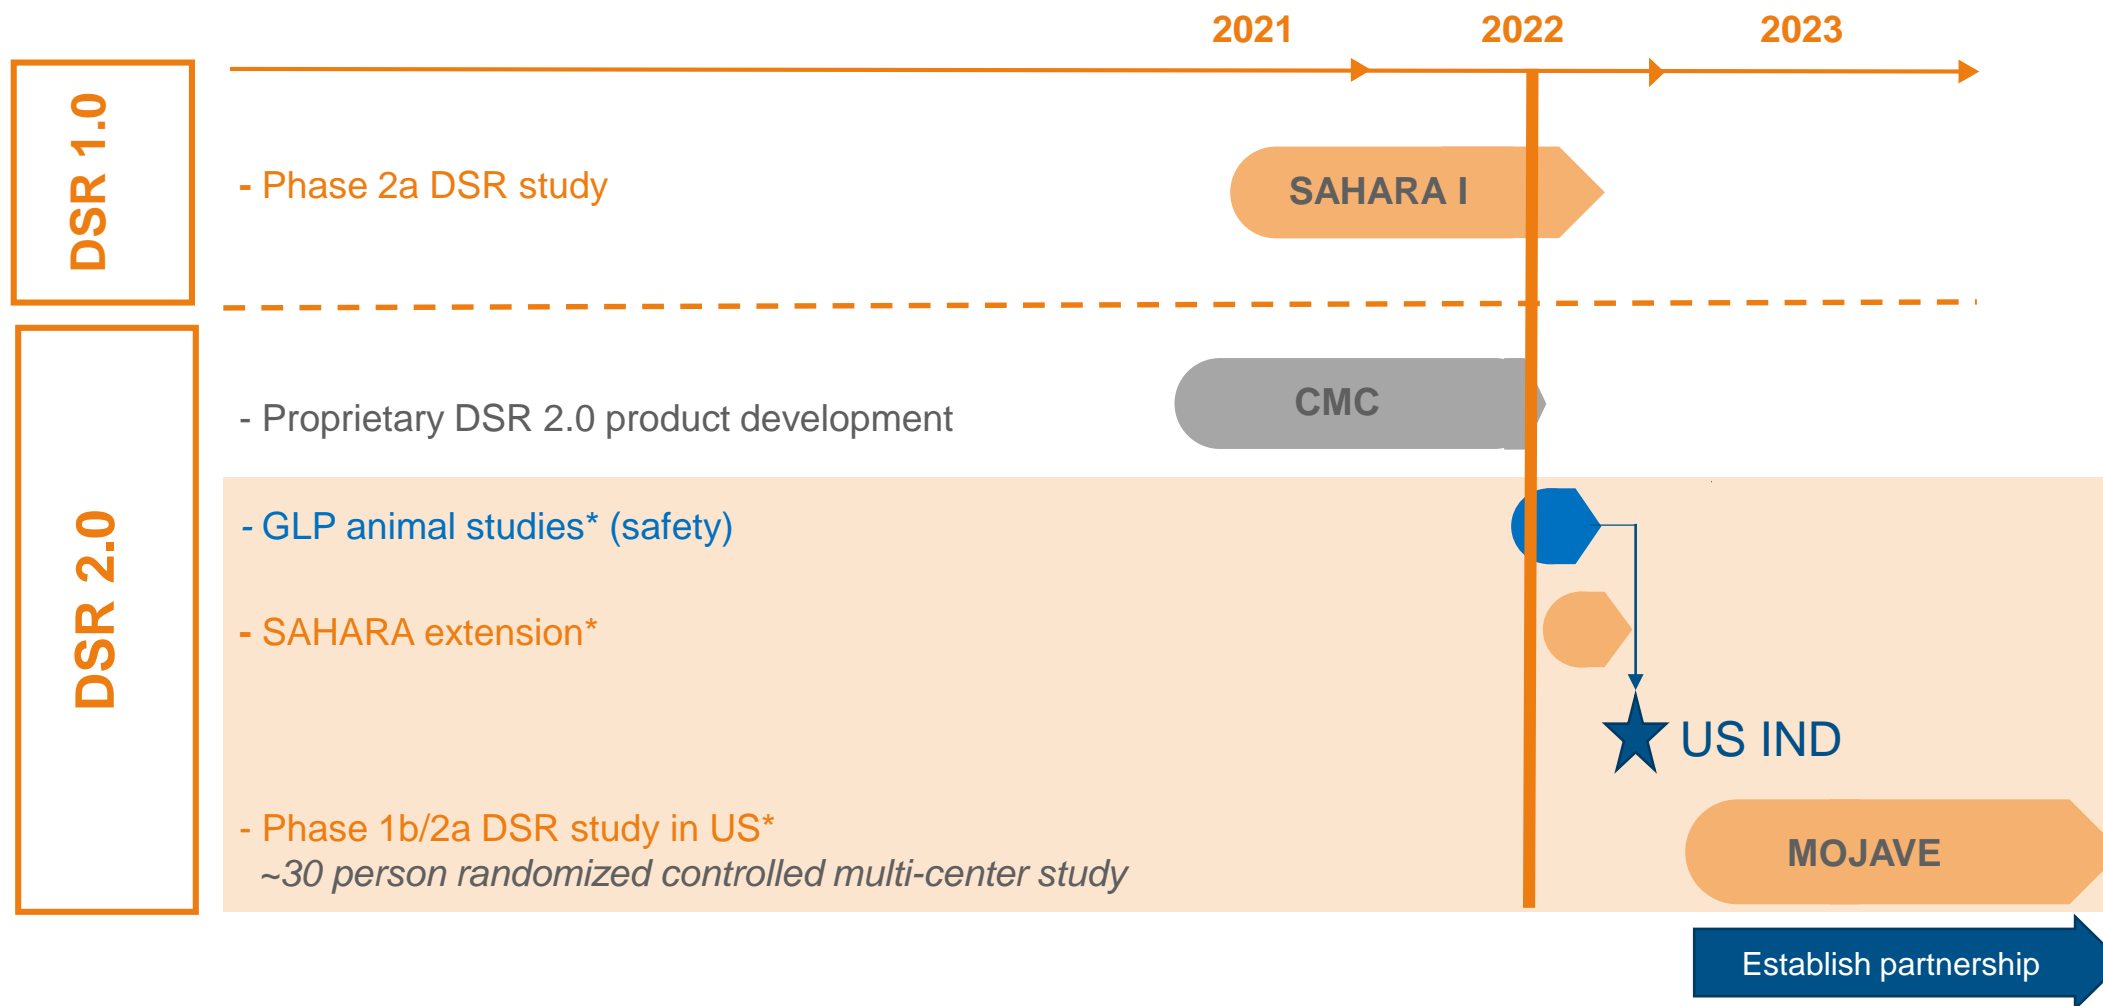 2021 2022 2023
DSR 1.0
- Phase 2a DSR study
SAHARA I
DSR 2.0
- Proprietary DSR 2.0 product development
CMC
- GLP animal studies* (safety)
- SAHARA extension*
US IND
- Phase 1b/2a DSR study in US*
~30 person randomized controlled multi-center study
MOJAVE
Establish partnership